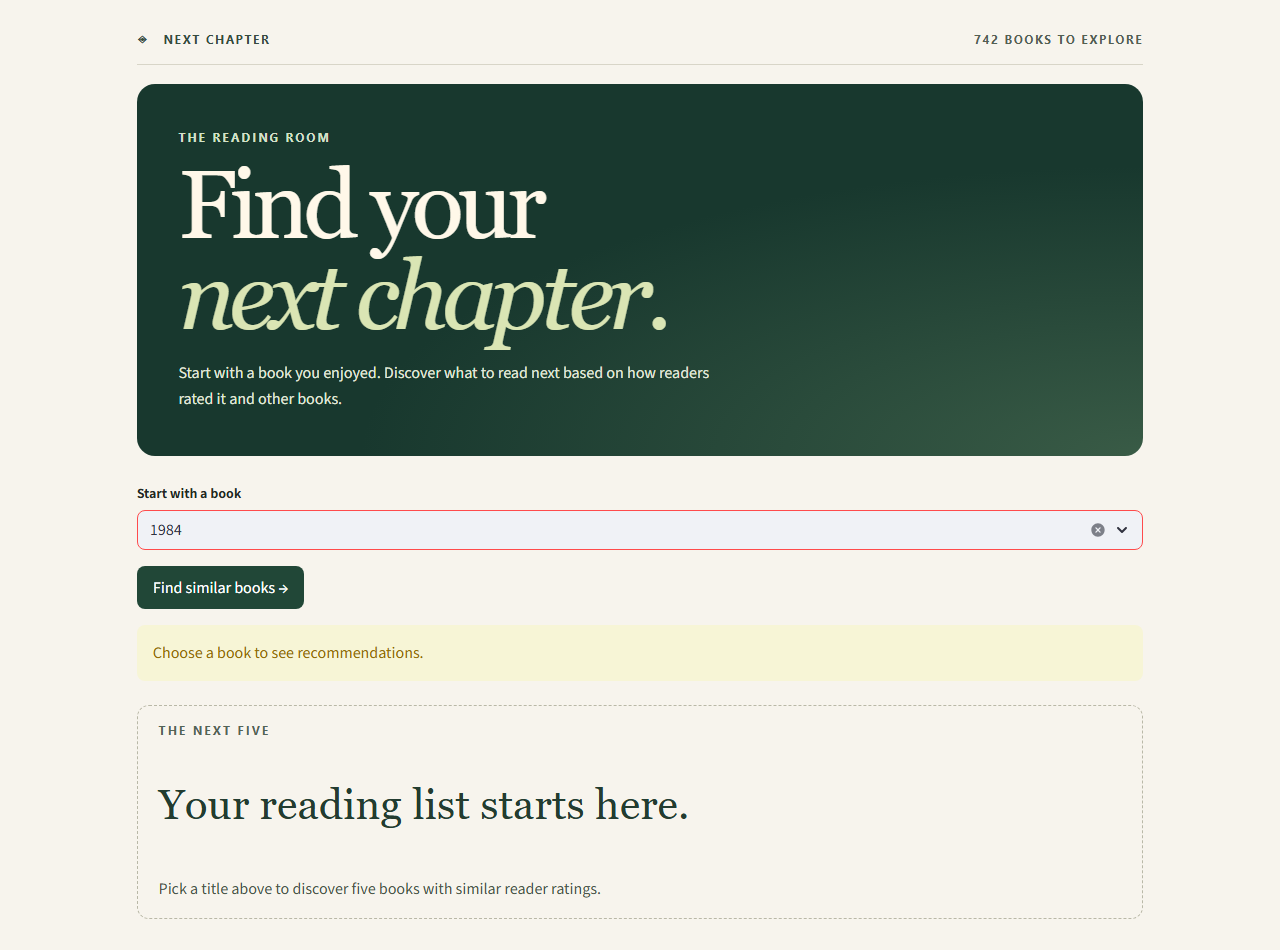 NEXT CHAPTER
742 BOOKS TO EXPLORE
THE READING ROOM
Find your
next chapter.
Start with a book you enjoyed. Discover what to read next based on how readers
rated it and other books.
Start with a book
1984
Find similar books →
Choose a book to see recommendations.
THE NEXT FIVE
Your reading list starts here.
Pick a title above to discover five books with similar reader ratings.